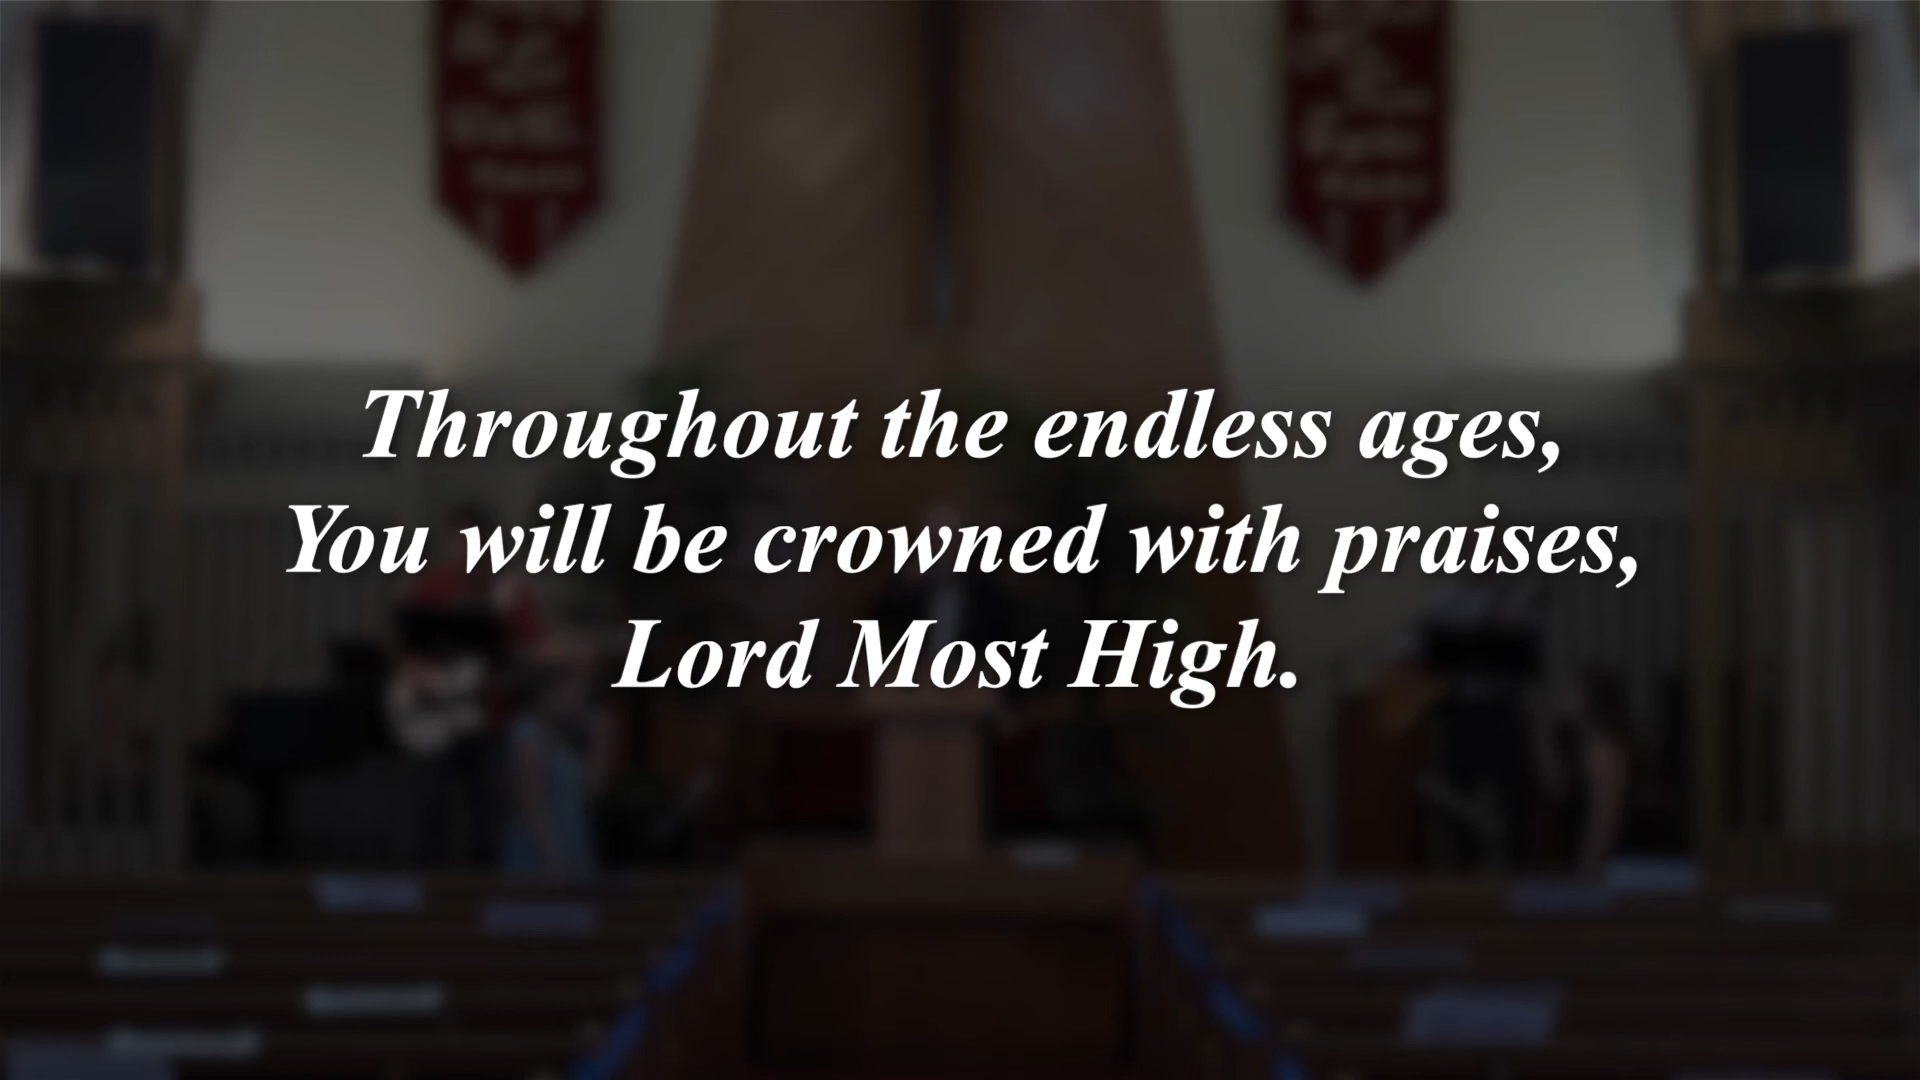 Throughout the endless ages,
You will be crowned with praises,
Lord Most High.